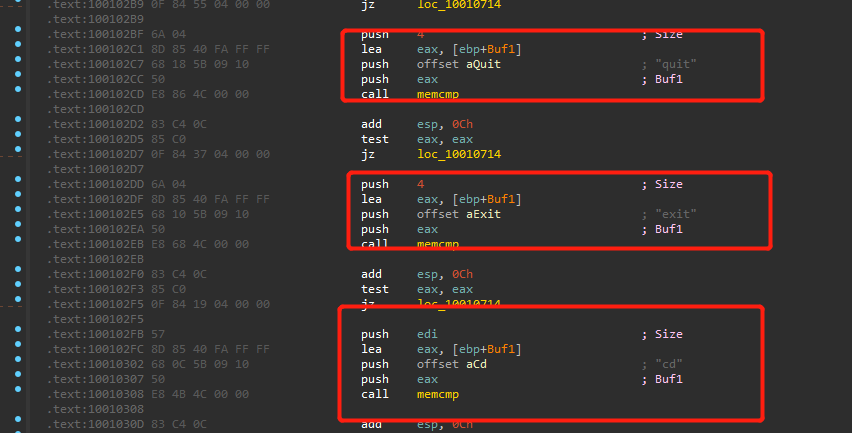 .text:100102B9 0F 84 55 04 00 00 jz loc_10010714
.text:100102B9
.text:100102BF 6A 04 push 4 ; Size
.text:100102C1 8D 85 40 FA FF FF lea eax, [ebp+Buf1]
.text:100102C7 68 18 5B 09 10 push offset aQuit ; "quit"
.text:100102CC 50 push eax ; Buf1
.text:100102CD E8 86 4C 00 00 call memcmp
.text:100102CD
.text:100102D2 83 C4 0C add esp, 0Ch
.text:100102D5 85 C0 test eax, eax
.text:100102D7 0F 84 37 04 00 00 jz loc_10010714
.text:100102D7
.text:100102DD 6A 04 push 4 ; Size
.text:100102DF 8D 85 40 FA FF FF lea eax, [ebp+Buf1]
.text:100102E5 68 10 5B 09 10 push offset aExit ; "exit"
.text:100102EA 50 push eax ; Buf1
.text:100102EB E8 68 4C 00 00 call memcmp
.text:100102EB
.text:100102F0 83 C4 0C add esp, 0Ch
.text:100102F3 85 C0 test eax, eax
.text:100102F5 0F 84 19 04 00 00 jz loc_10010714
.text:100102F5
.text:100102FB 57 push edi ; Size
.text:100102FC 8D 85 40 FA FF FF lea eax, [ebp+Buf1]
.text:10010302 68 0C 5B 09 10 push offset aCd ; "cd"
.text:10010307 50 push eax ; Buf1
.text:10010308 E8 4B 4C 00 00 call memcmp
.text:10010308
.text:1001030D 83 C4 0C add esp, 0Ch